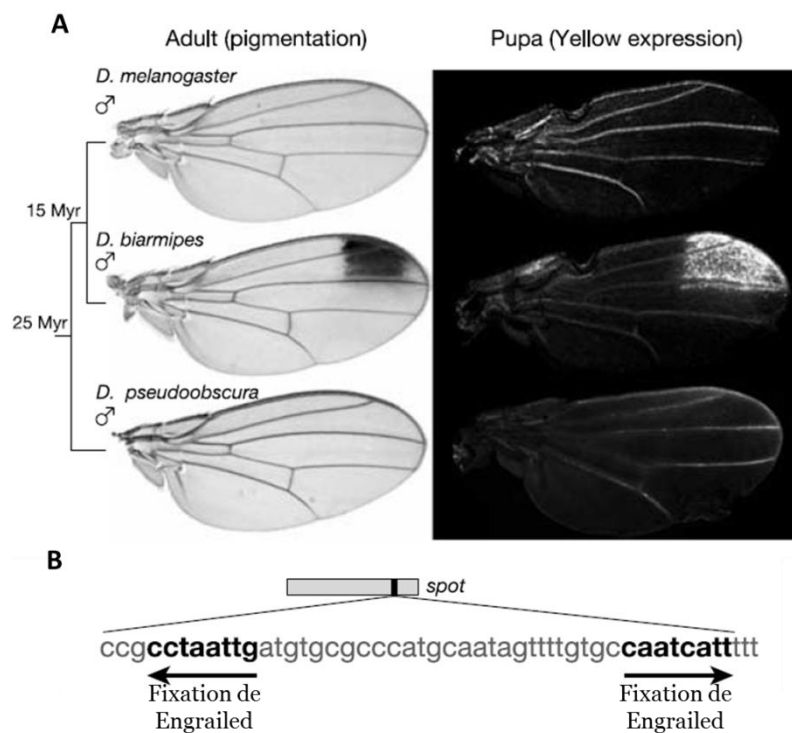 A
Adult (pigmentation)
Pupa (Yellow expression)
D. melanogaster
♂
15 Myr
D. biarmipes
♂
25 Myr
D. pseudoobscura
♂
B
spot
ccgcctaattgatgtgcgcccatgcaatagttttgtgccaatcattttt
Fixation de
Engrailed
Fixation de
Engrailed